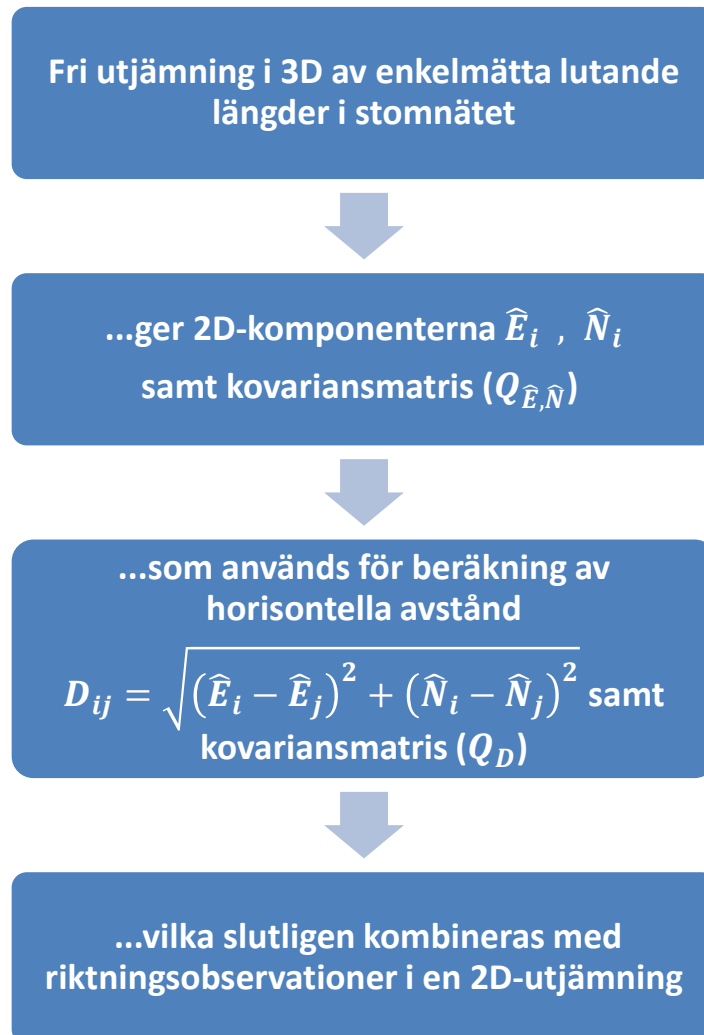 Fri utjämning i 3D av enkelmätta lutande
längder i stomnätet
...ger 2D-komponenterna Ê_i , N̂_i
samt kovariansmatris (Q_Ê,N̂)
...som används för beräkning av
horisontella avstånd
D_ij = √((Ê_i − Ê_j)² + (N̂_i − N̂_j)²) samt
kovariansmatris (Q_D)
...vilka slutligen kombineras med
riktningsobservationer i en 2D-utjämning